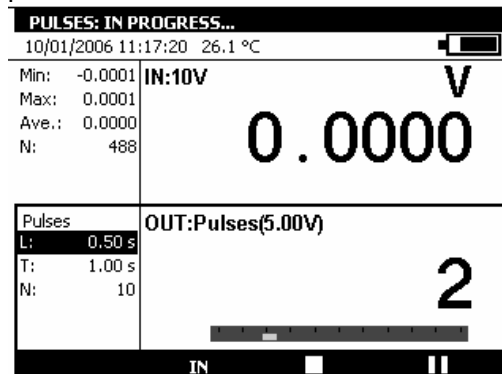 PULSES: IN PROGRESS...
10/01/2006 11:17:20 26.1 °C
Min: -0.0001
Max: 0.0001
Ave.: 0.0000
N: 488
IN:10V
V
0.0000
Pulses
L: 0.50 s
T: 1.00 s
N: 10
OUT:Pulses(5.00V)
2
IN